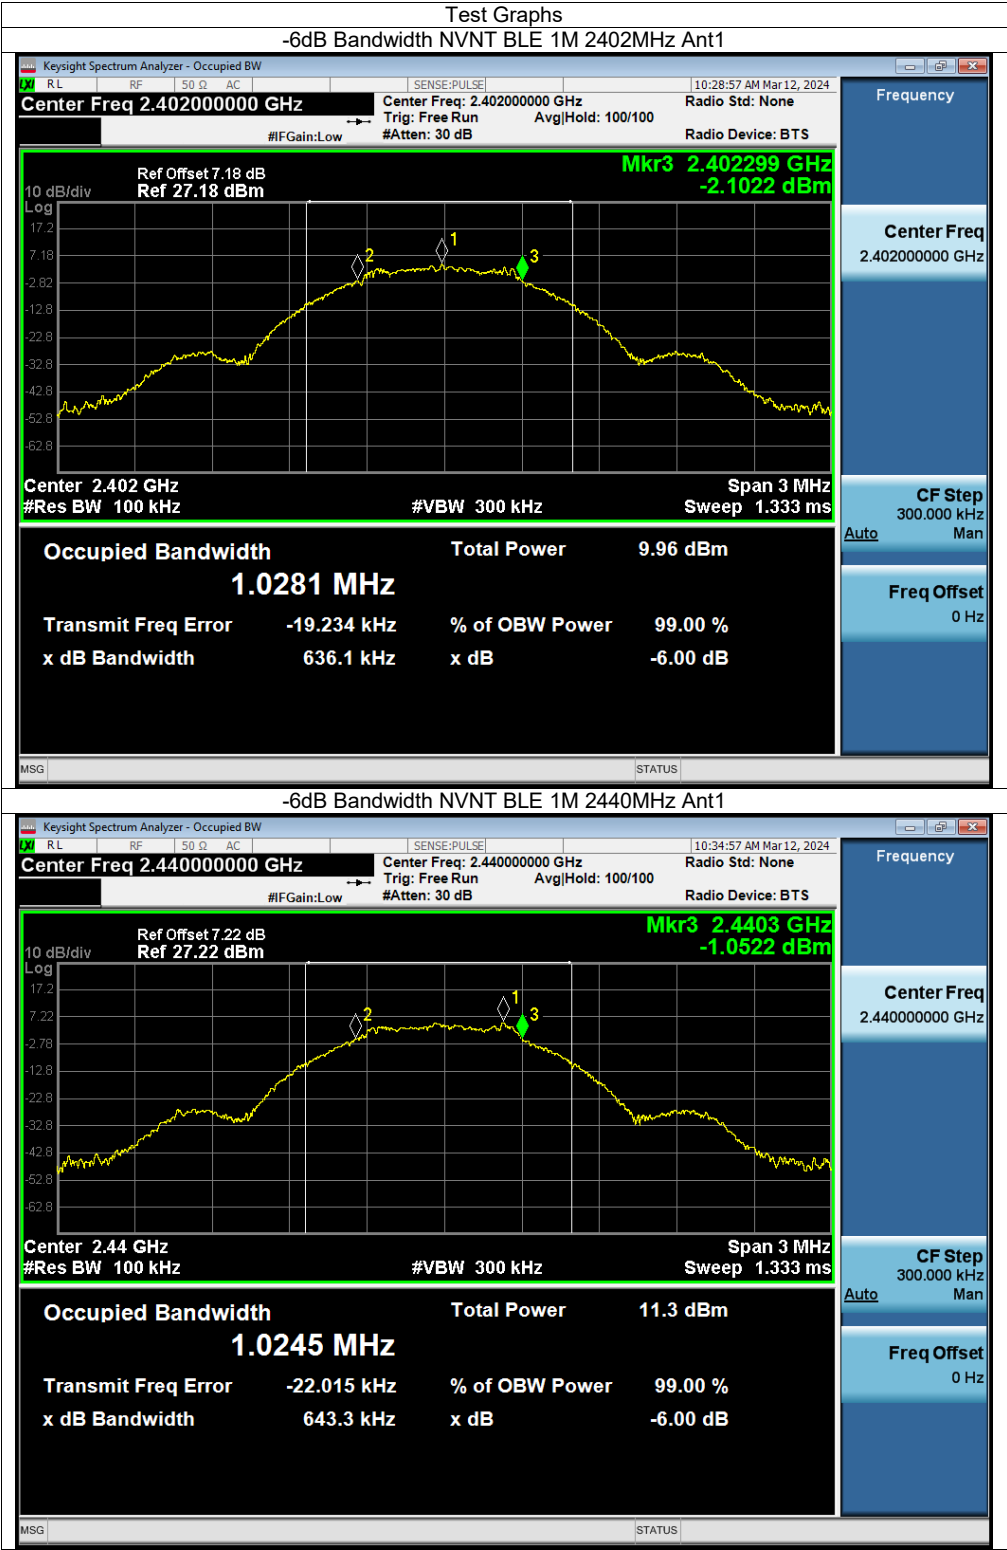 Test Graphs
-6dB Bandwidth NVNT BLE 1M 2402MHz Ant1
Keysight Spectrum Analyzer - Occupied BW
LXI RL RF 50 Ω AC SENSE:PULSE 10:28:57 AM Mar 12, 2024
Center Freq 2.402000000 GHz Center Freq: 2.402000000 GHz Radio Std: None
Trig: Free Run Avg|Hold: 100/100
#IFGain:Low #Atten: 30 dB Radio Device: BTS
Frequency
Mkr3 2.402299 GHz
-2.1022 dBm
Ref Offset 7.18 dB
10 dB/div Ref 27.18 dBm
Log
17.2
7.18
-2.82
-12.8
-22.8
-32.8
-42.8
-52.8
-62.8
1
2
3
Center 2.402 GHz Span 3 MHz
#Res BW 100 kHz #VBW 300 kHz Sweep 1.333 ms
Center Freq
2.402000000 GHz
CF Step
300.000 kHz
Auto Man
Freq Offset
0 Hz
Occupied Bandwidth Total Power 9.96 dBm
1.0281 MHz
Transmit Freq Error -19.234 kHz % of OBW Power 99.00 %
x dB Bandwidth 636.1 kHz x dB -6.00 dB
MSG STATUS
-6dB Bandwidth NVNT BLE 1M 2440MHz Ant1
Keysight Spectrum Analyzer - Occupied BW
LXI RL RF 50 Ω AC SENSE:PULSE 10:34:57 AM Mar 12, 2024
Center Freq 2.440000000 GHz Center Freq: 2.440000000 GHz Radio Std: None
Trig: Free Run Avg|Hold: 100/100
#IFGain:Low #Atten: 30 dB Radio Device: BTS
Frequency
Mkr3 2.4403 GHz
-1.0522 dBm
Ref Offset 7.22 dB
10 dB/div Ref 27.22 dBm
Log
17.2
7.22
-2.78
-12.8
-22.8
-32.8
-42.8
-52.8
-62.8
1
2
3
Center 2.44 GHz Span 3 MHz
#Res BW 100 kHz #VBW 300 kHz Sweep 1.333 ms
Center Freq
2.440000000 GHz
CF Step
300.000 kHz
Auto Man
Freq Offset
0 Hz
Occupied Bandwidth Total Power 11.3 dBm
1.0245 MHz
Transmit Freq Error -22.015 kHz % of OBW Power 99.00 %
x dB Bandwidth 643.3 kHz x dB -6.00 dB
MSG STATUS